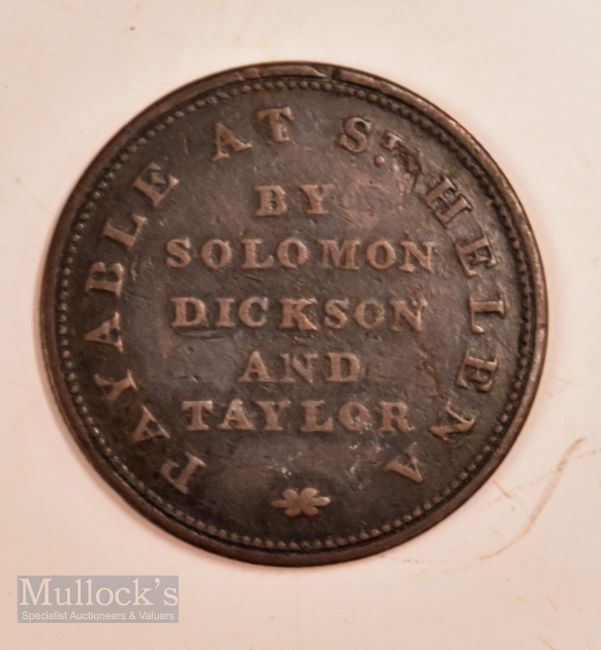 PAYABLE AT St HELENA
BY
SOLOMON
DICKSON
AND
TAYLOR
Mullock's
Specialist Auctioneers & Valuers